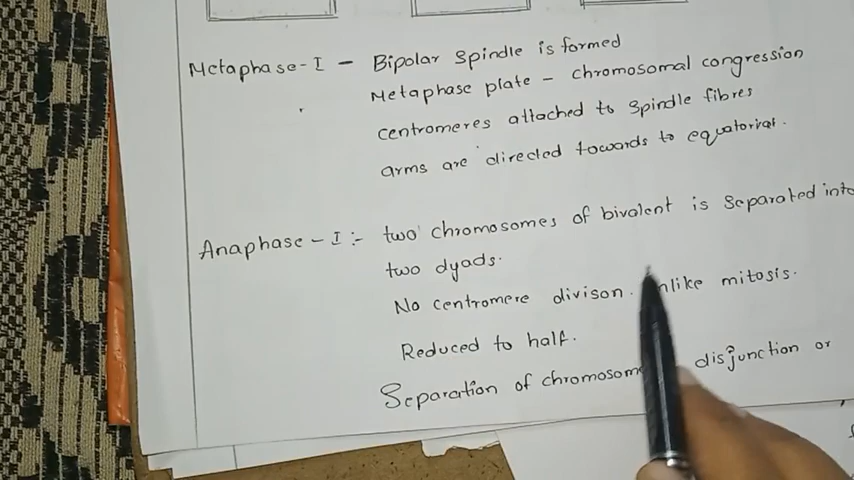 Metaphase-I - Bipolar spindle is formed
Metaphase plate - chromosomal congression
centromeres attached to spindle fibres
arms are directed towards to equatorial.
Anaphase-I :- two chromosomes of bivalent is separated into
two dyads.
No centromere divison. mitosis.
Reduced to half.
Separation of disjunction or